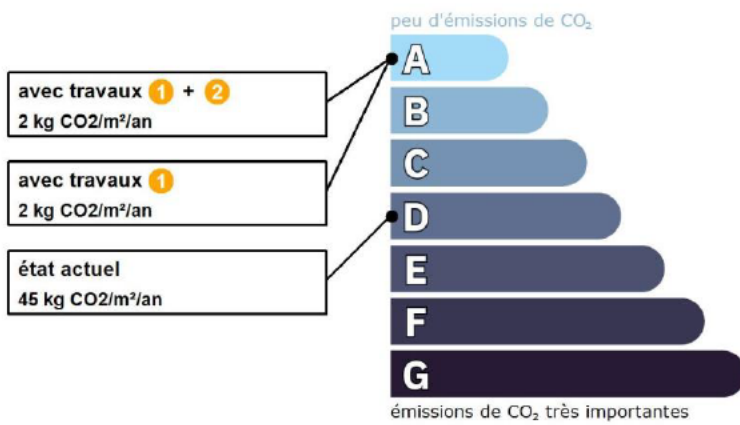 peu d'émissions de CO₂
A
avec travaux 1 + 2
2 kg CO2/m²/an
B
C
avec travaux 1
2 kg CO2/m²/an
D
état actuel
45 kg CO2/m²/an
E
F
G
émissions de CO₂ très importantes